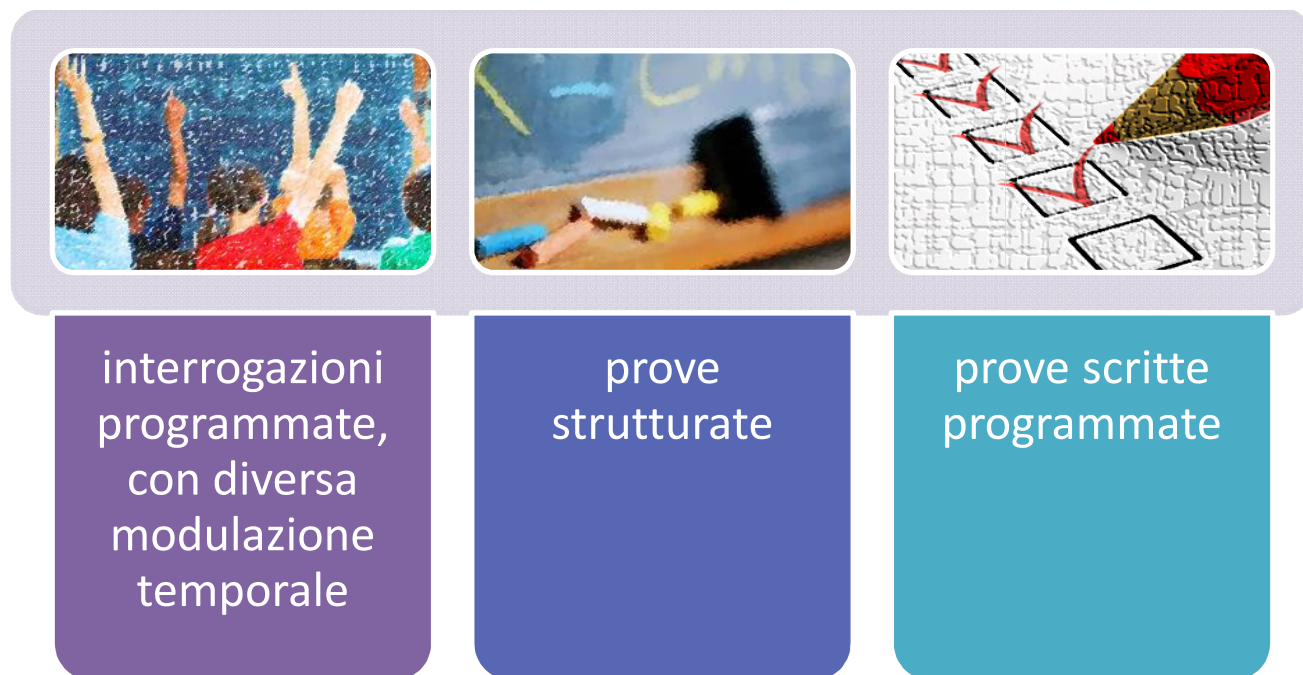 interrogazioni
programmate,
con diversa
modulazione
temporale
prove
strutturate
prove scritte
programmate